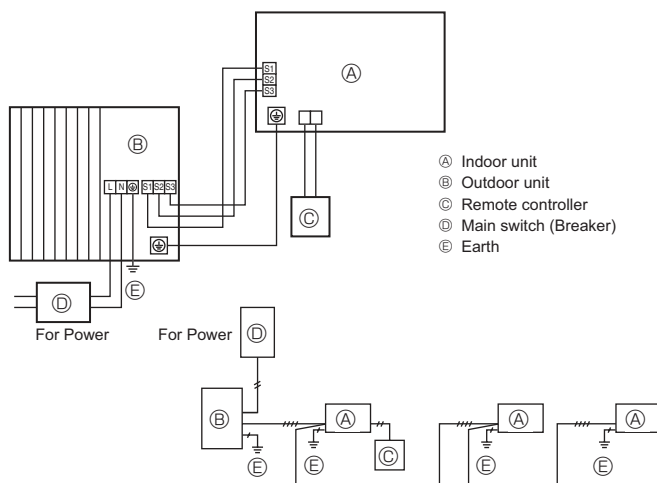 S1
S2
S3
Ⓐ
Ⓑ
L N S1 S2 S3
Ⓒ
Ⓓ
Ⓔ
For Power
Ⓐ Indoor unit
Ⓑ Outdoor unit
Ⓒ Remote controller
Ⓓ Main switch (Breaker)
Ⓔ Earth
For Power Ⓓ
Ⓑ Ⓐ Ⓐ Ⓐ
Ⓒ
Ⓔ Ⓔ Ⓔ Ⓔ